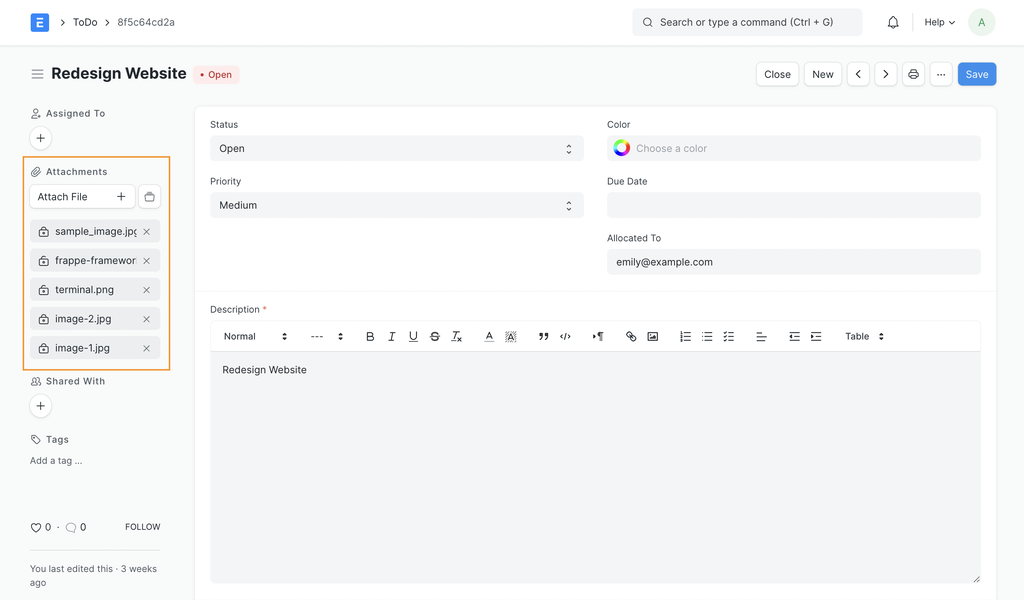 E
ToDo
8f5c64cd2a
Search or type a command (Ctrl + G)
Help
A
Redesign Website
Open
Close
New
···
Save
Assigned To
+
Attachments
Attach File
sample_image.jpg
frappe-framewor
terminal.png
image-2.jpg
image-1.jpg
Shared With
+
Tags
Add a tag ...
0 · 0
FOLLOW
You last edited this · 3 weeks
ago
Status
Open
Color
Choose a color
Priority
Medium
Due Date
Allocated To
emily@example.com
Description *
Normal --- B I U S Tx A A ” </> ¶ Table
Redesign Website